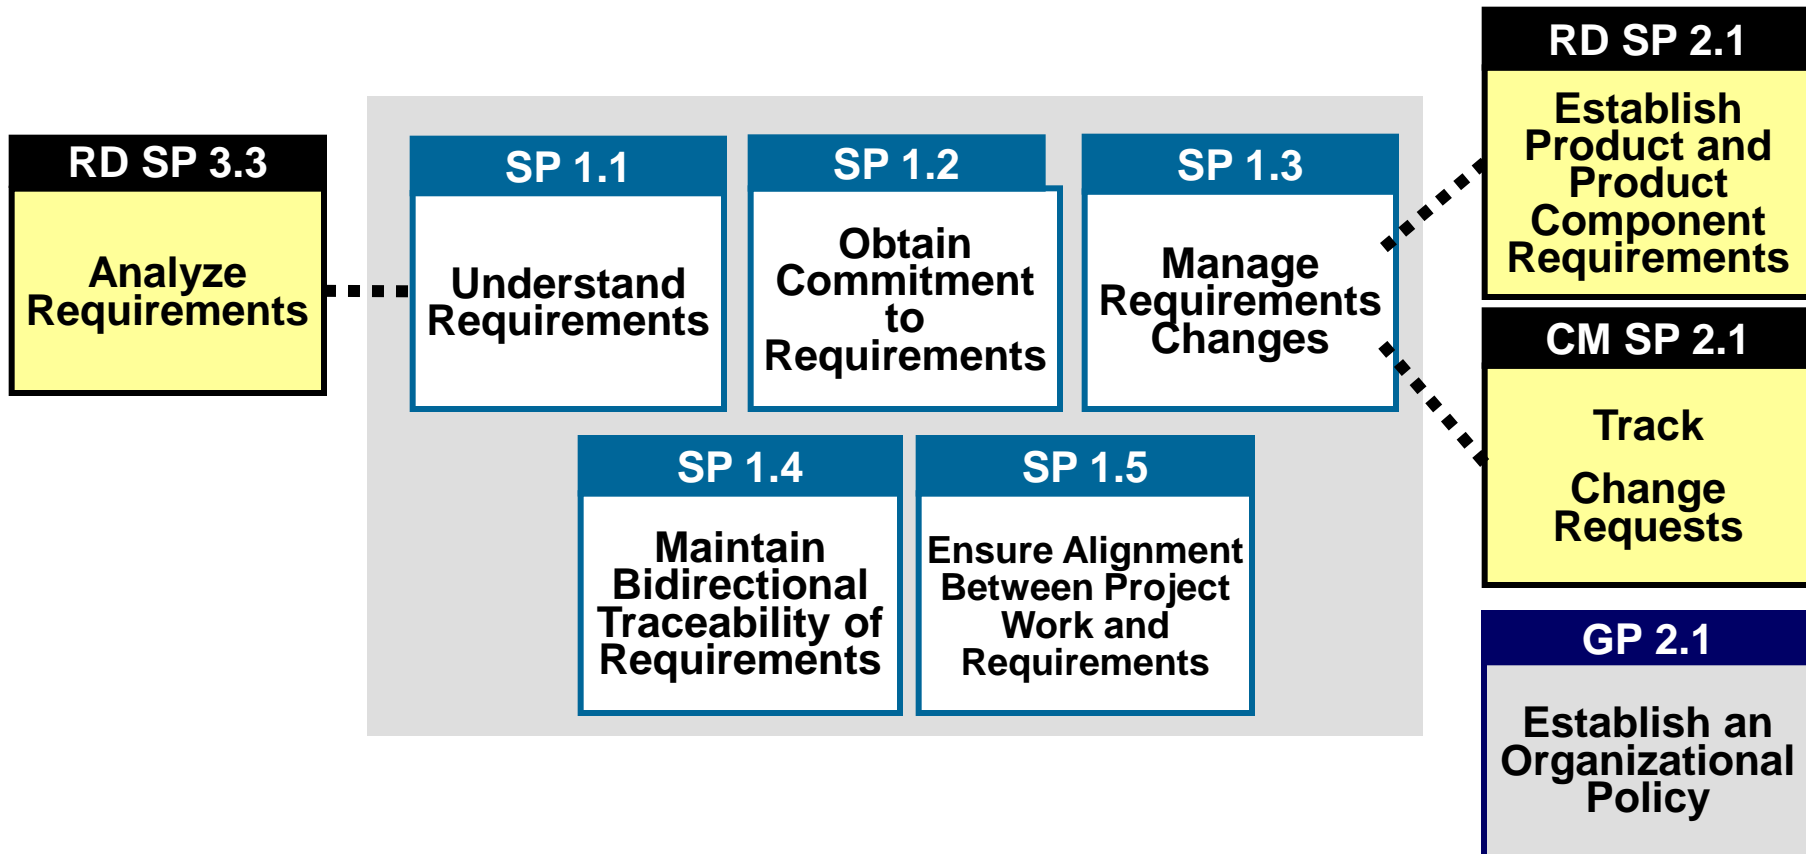 RD SP 3.3
Analyze
Requirements
SP 1.1
Understand
Requirements
SP 1.2
Obtain
Commitment
to
Requirements
SP 1.3
Manage
Requirements
Changes
SP 1.4
Maintain
Bidirectional
Traceability of
Requirements
SP 1.5
Ensure Alignment
Between Project
Work and
Requirements
RD SP 2.1
Establish
Product and
Product
Component
Requirements
CM SP 2.1
Track
Change
Requests
GP 2.1
Establish an
Organizational
Policy